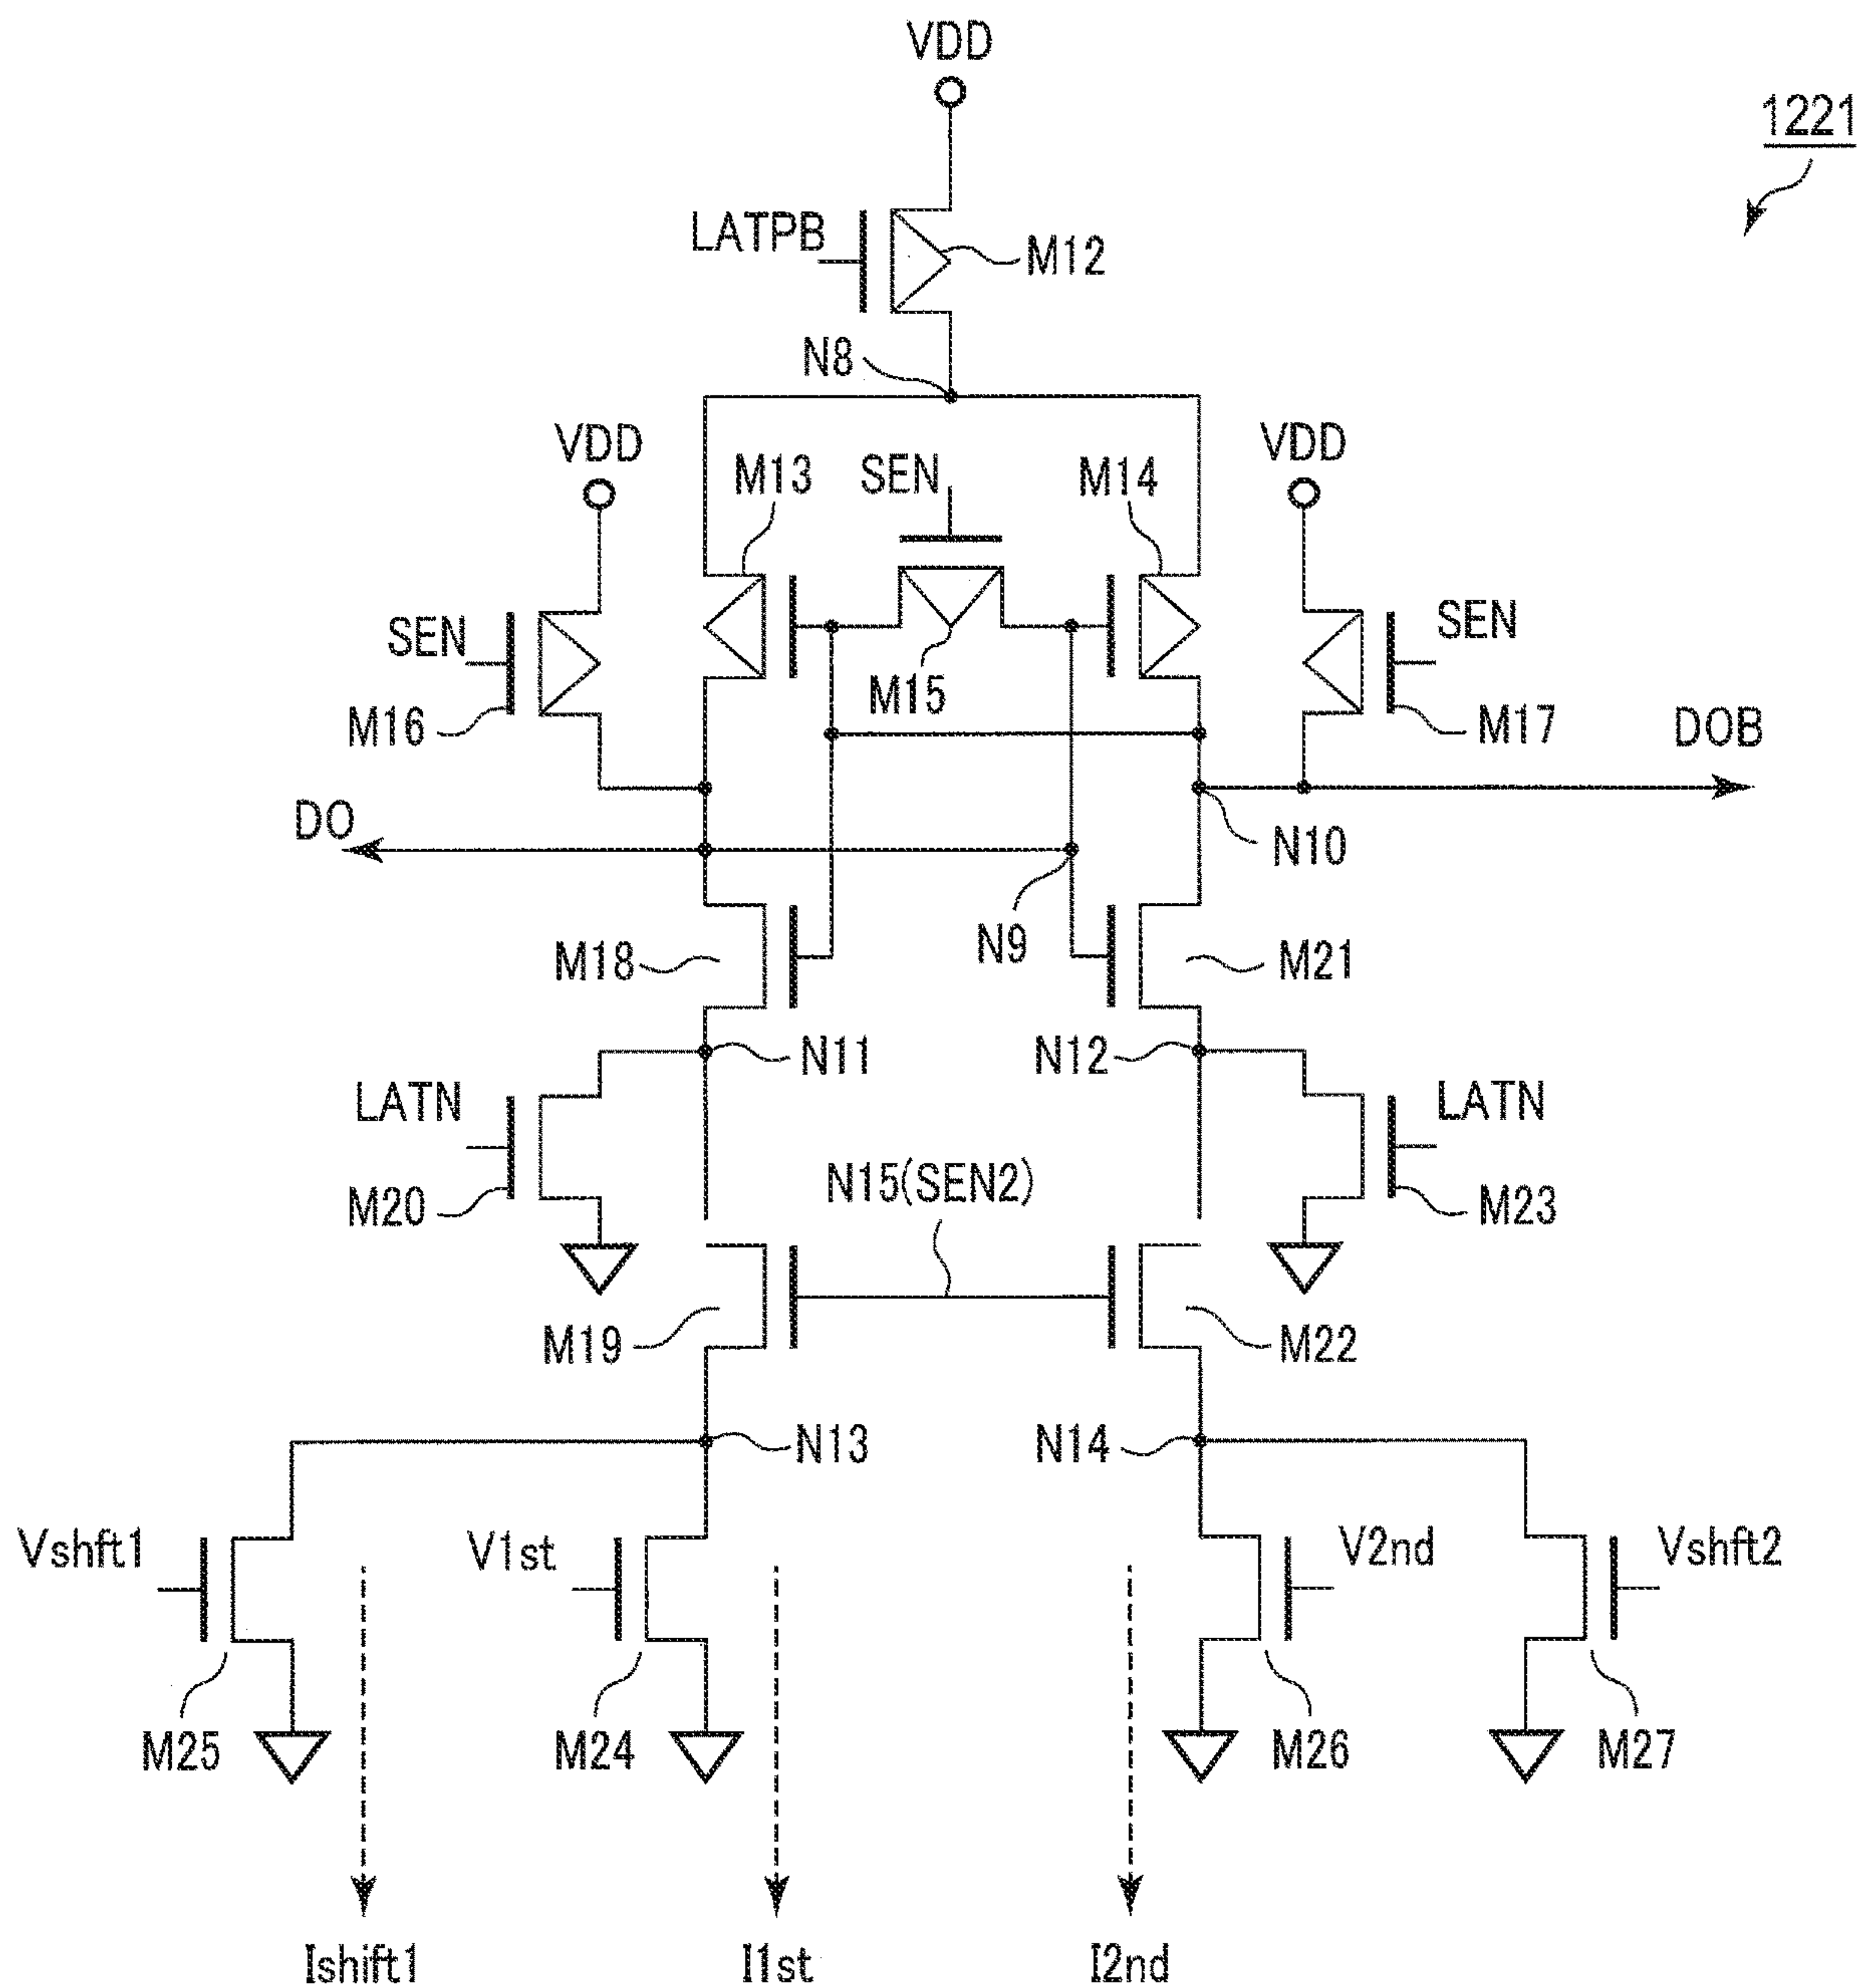 VDD
1221
LATPB
M12
N8
VDD
M13
SEN
M14
VDD
SEN
SEN
M16
M15
M17
DOB
DO
N10
N9
M18
M21
N11
N12
LATN
LATN
N15(SEN2)
M20
M23
M19
M22
N13
N14
Vshft1
V1st
V2nd
Vshft2
M25
M24
M26
M27
Ishift1
I1st
I2nd